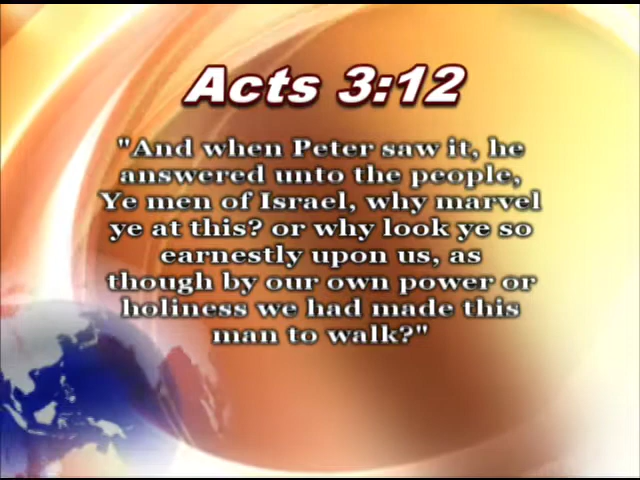 Acts 3:12
"And when Peter saw it, he
answered unto the people,
Ye men of Israel, why marvel
ye at this? or why look ye so
earnestly upon us, as
though by our own power or
holiness we had made this
man to walk?"